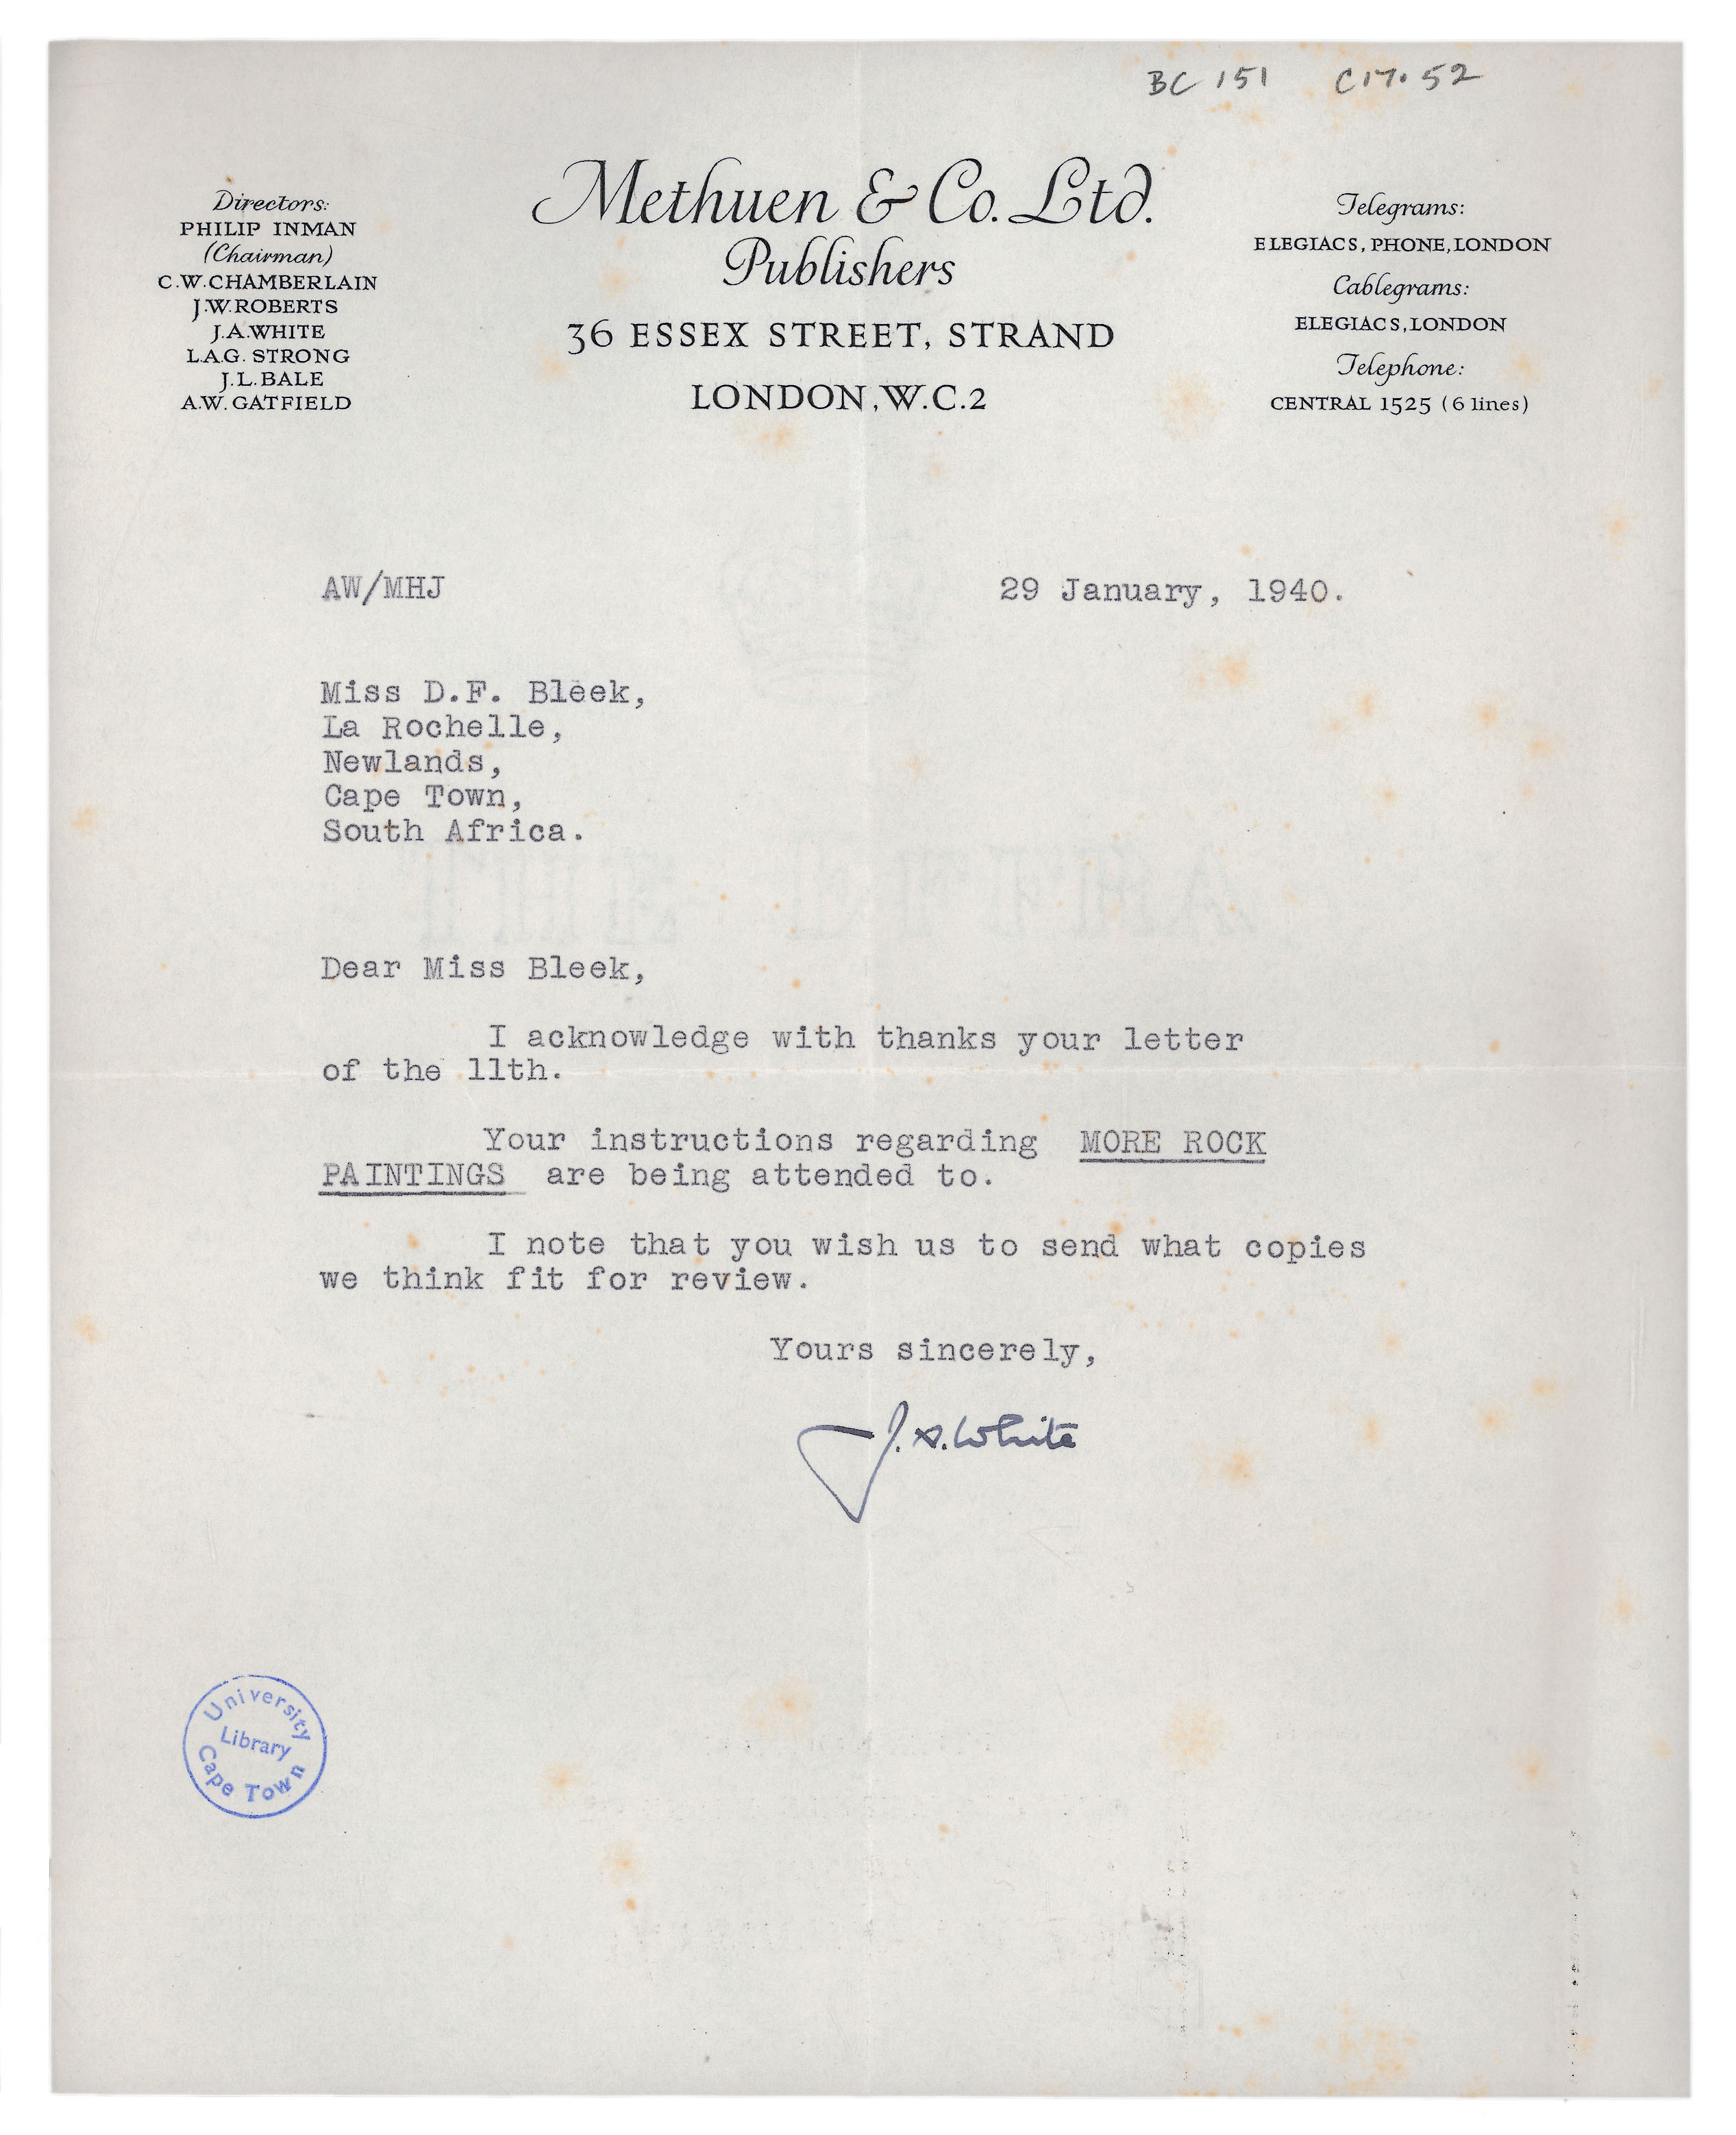 BC 151 C17.52
Directors:
PHILIP INMAN
(Chairman)
C.W.CHAMBERLAIN
J.W.ROBERTS
J.A.WHITE
L.A.G. STRONG
J.L.BALE
A.W.GATFIELD
Methuen & Co. Ltd.
Publishers
36 ESSEX STREET, STRAND
LONDON, W.C.2
Telegrams:
ELEGIACS, PHONE, LONDON
Cablegrams:
ELEGIACS, LONDON
Telephone:
CENTRAL 1525 (6 lines)
AW/MHJ 29 January, 1940.
Miss D.F. Bleek,
La Rochelle,
Newlands,
Cape Town,
South Africa.
Dear Miss Bleek,
I acknowledge with thanks your letter
of the 11th.
Your instructions regarding MORE ROCK
PAINTINGS are being attended to.
I note that you wish us to send what copies
we think fit for review.
Yours sincerely,
J. A. White
University
Library
Cape Town